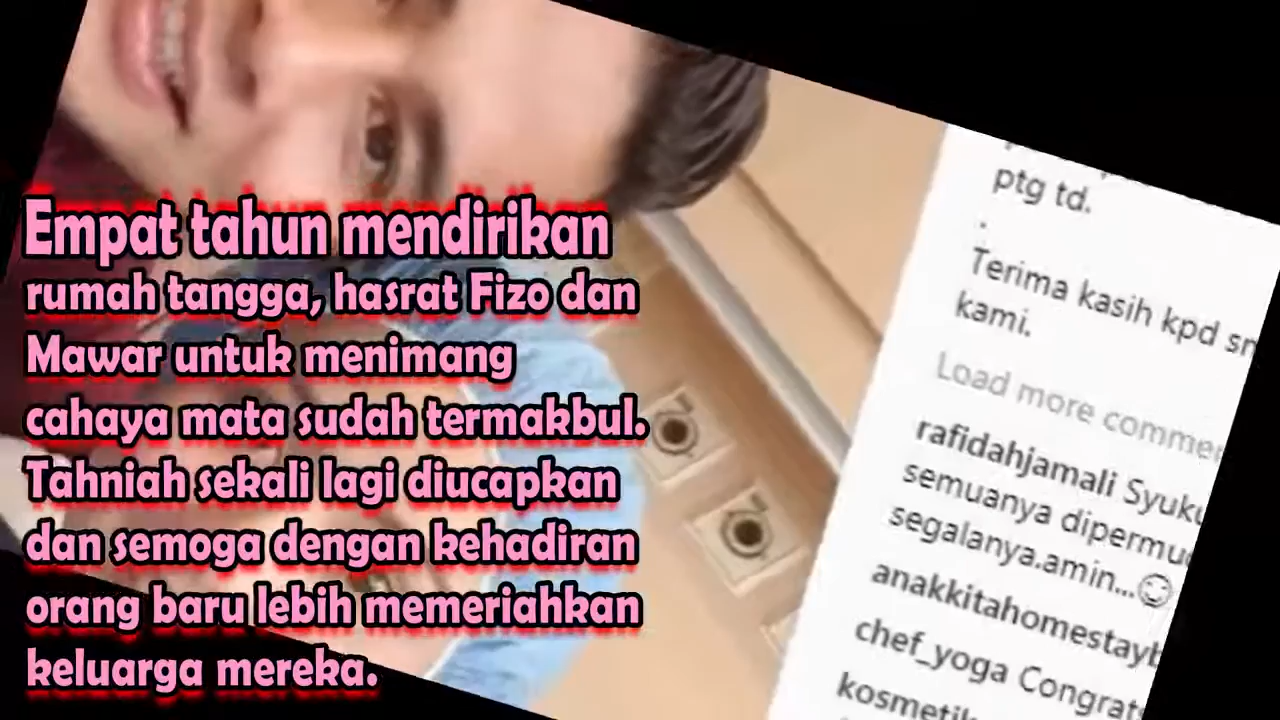 Empat tahun mendirikan
rumah tangga, hasrat Fizo dan
Mawar untuk menimang
cahaya mata sudah termakbul.
Tahniah sekali lagi diucapkan
dan semoga dengan kehadiran
orang baru lebih memeriahkan
keluarga mereka.
ptg td.
.
Terima kasih kpd
kami.
Load more
rafidahjamali
semuanya
segalanya.amin...☺
chef_yoga